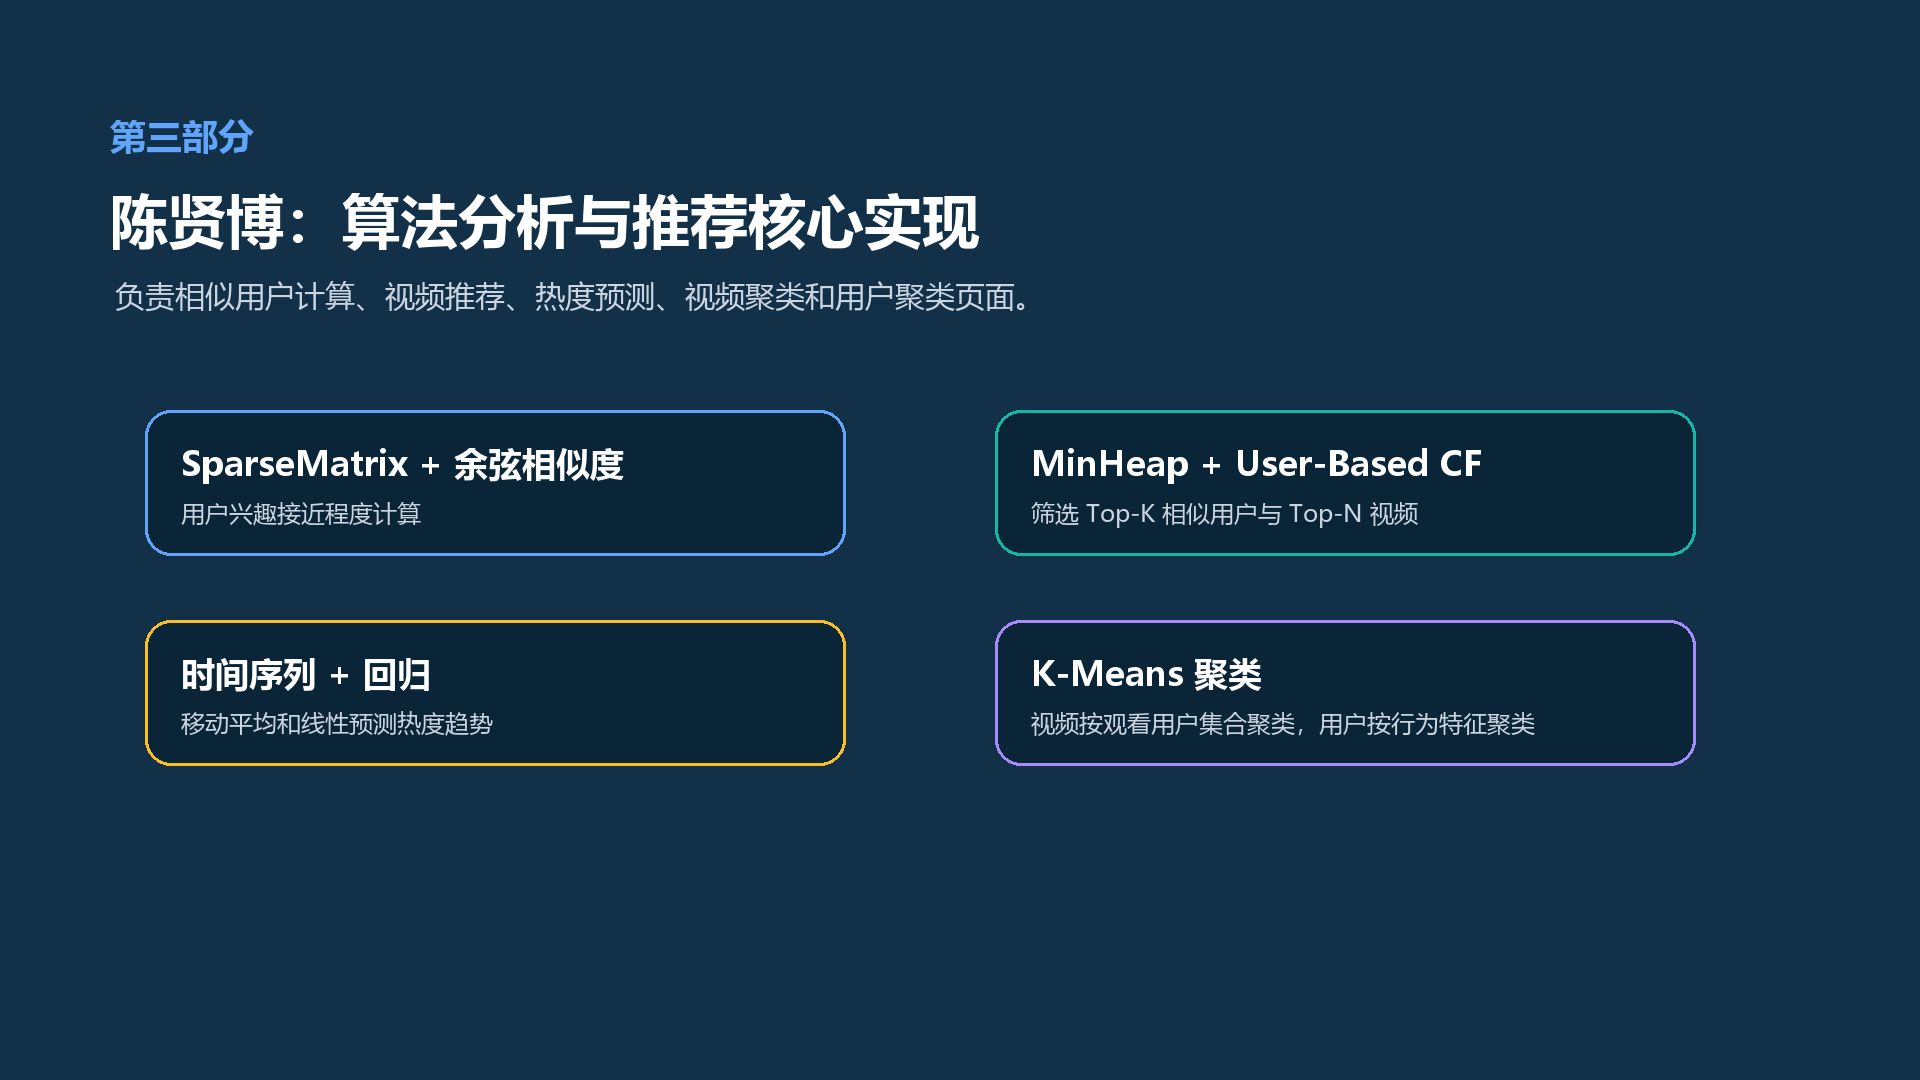 第三部分
陈贤博：算法分析与推荐核心实现
负责相似用户计算、视频推荐、热度预测、视频聚类和用户聚类页面。
SparseMatrix + 余弦相似度
用户兴趣接近程度计算
MinHeap + User-Based CF
筛选 Top-K 相似用户与 Top-N 视频
时间序列 + 回归
移动平均和线性预测热度趋势
K-Means 聚类
视频按观看用户集合聚类，用户按行为特征聚类